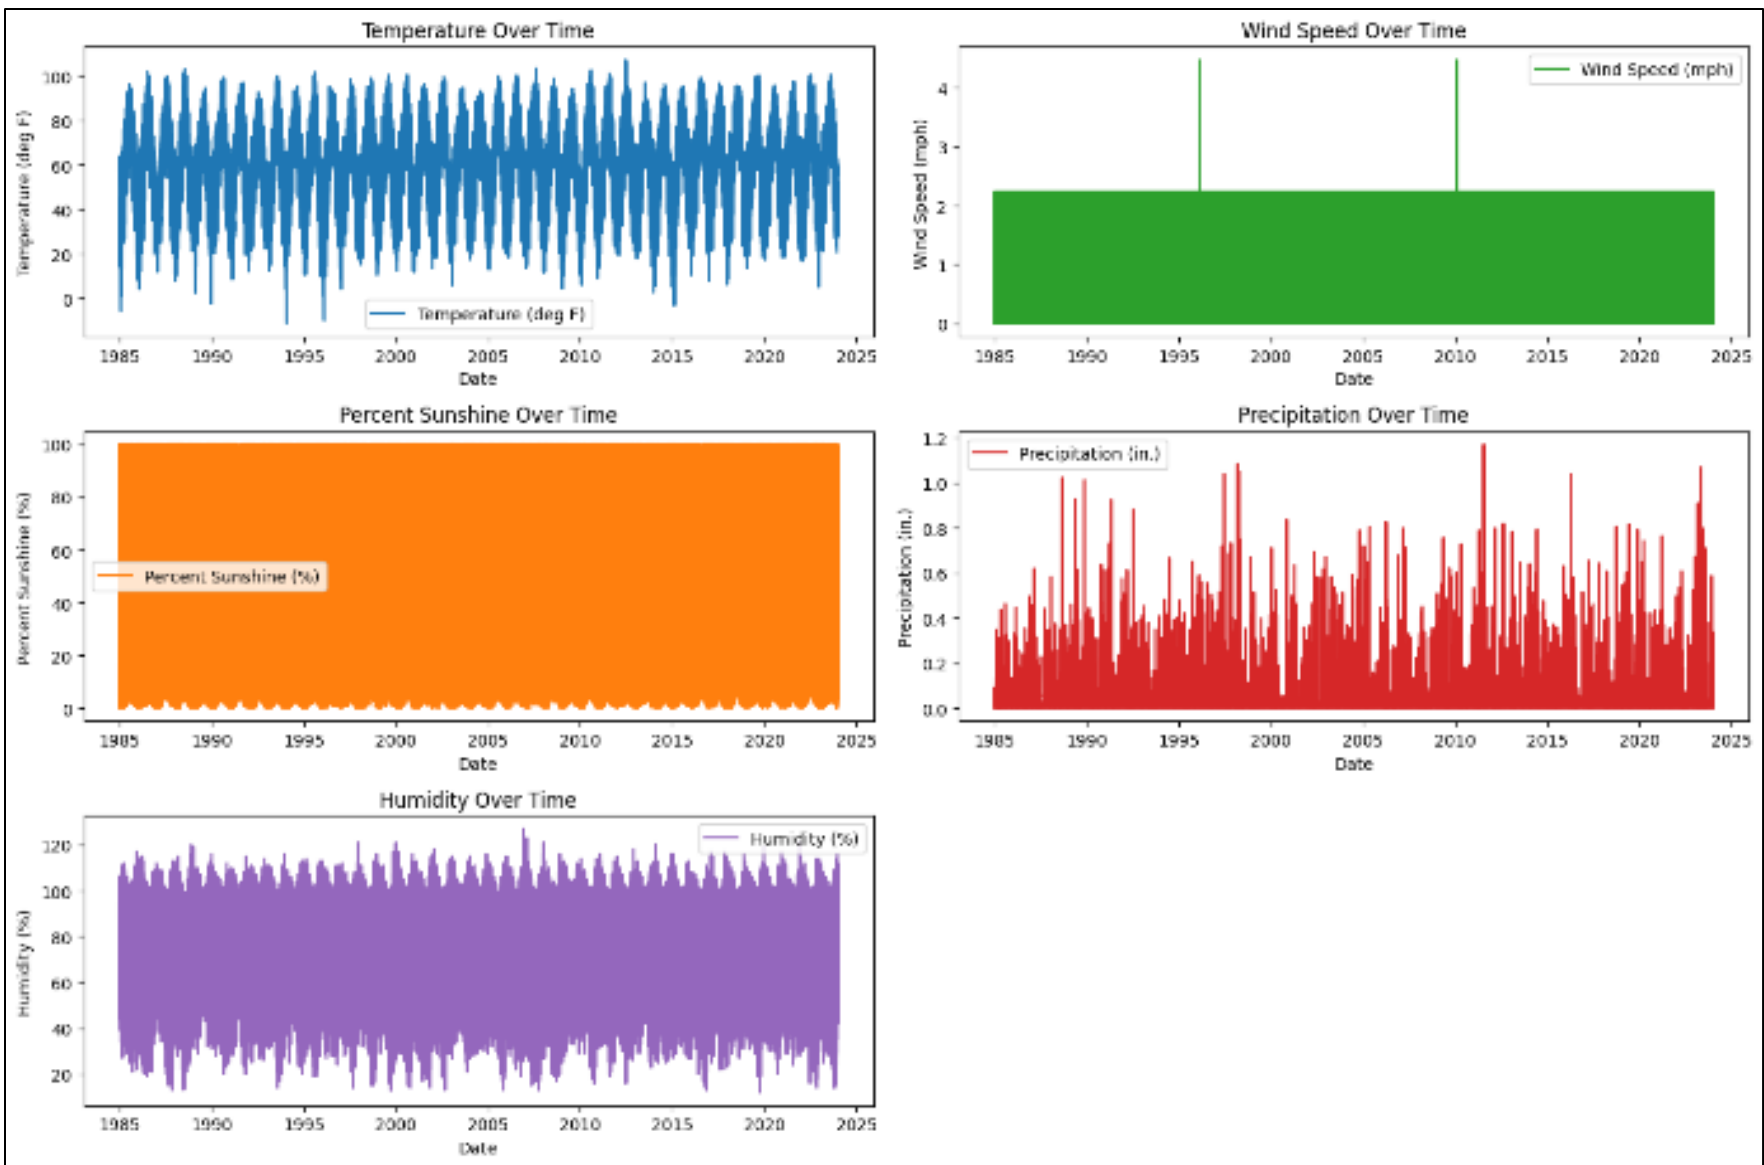 Temperature Over Time
Temperature (deg F)
100
80
60
40
20
0
Temperature (deg F)
1985 1990 1995 2000 2005 2010 2015 2020 2025
Date
Wind Speed Over Time
Wind Speed (mph)
4
3
2
1
0
Wind Speed (mph)
1985 1990 1995 2000 2005 2010 2015 2020 2025
Date
Percent Sunshine Over Time
Percent Sunshine (%)
100
80
60
40
20
0
Percent Sunshine (%)
1985 1990 1995 2000 2005 2010 2015 2020 2025
Date
Precipitation Over Time
Precipitation (in.)
1.2
1.0
0.8
0.6
0.4
0.2
0.0
Precipitation (in.)
1985 1990 1995 2000 2005 2010 2015 2020 2025
Date
Humidity Over Time
Humidity (%)
120
100
80
60
40
20
Humidity (%)
1985 1990 1995 2000 2005 2010 2015 2020 2025
Date